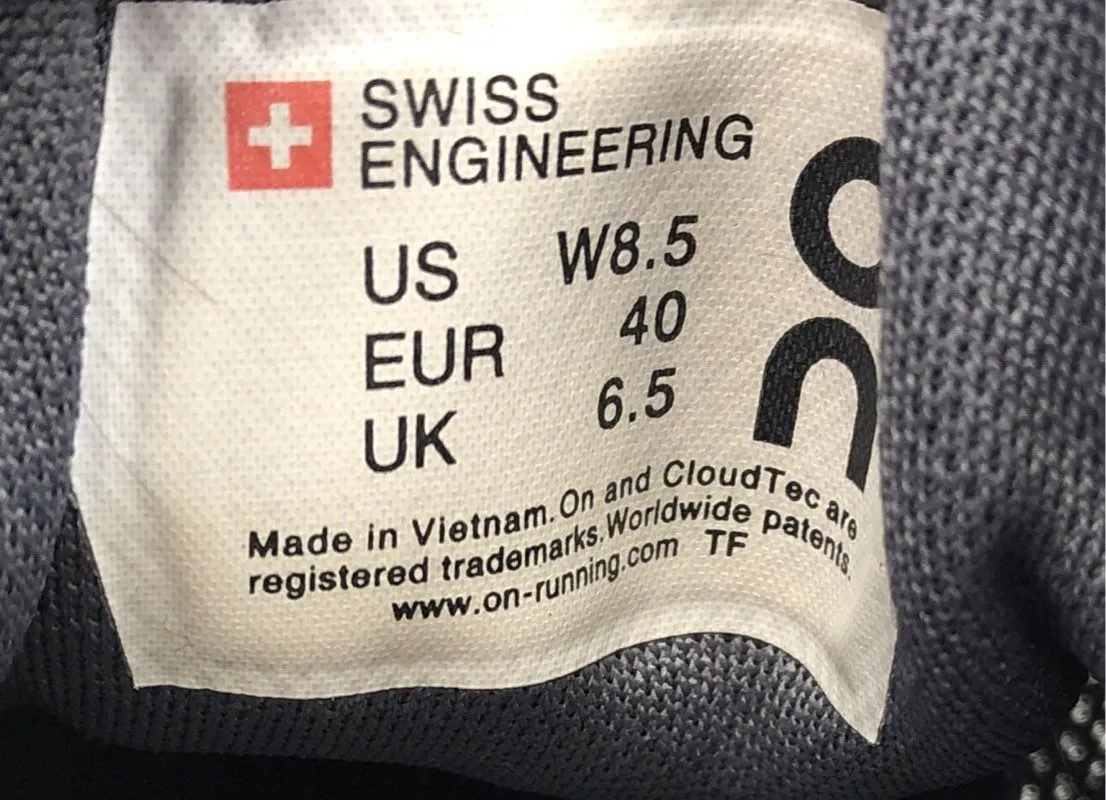 SWISS
ENGINEERING
US W8.5
EUR 40
UK 6.5
on
Made in Vietnam. On and CloudTec are
registered trademarks. Worldwide patents.
www.on-running.com TF